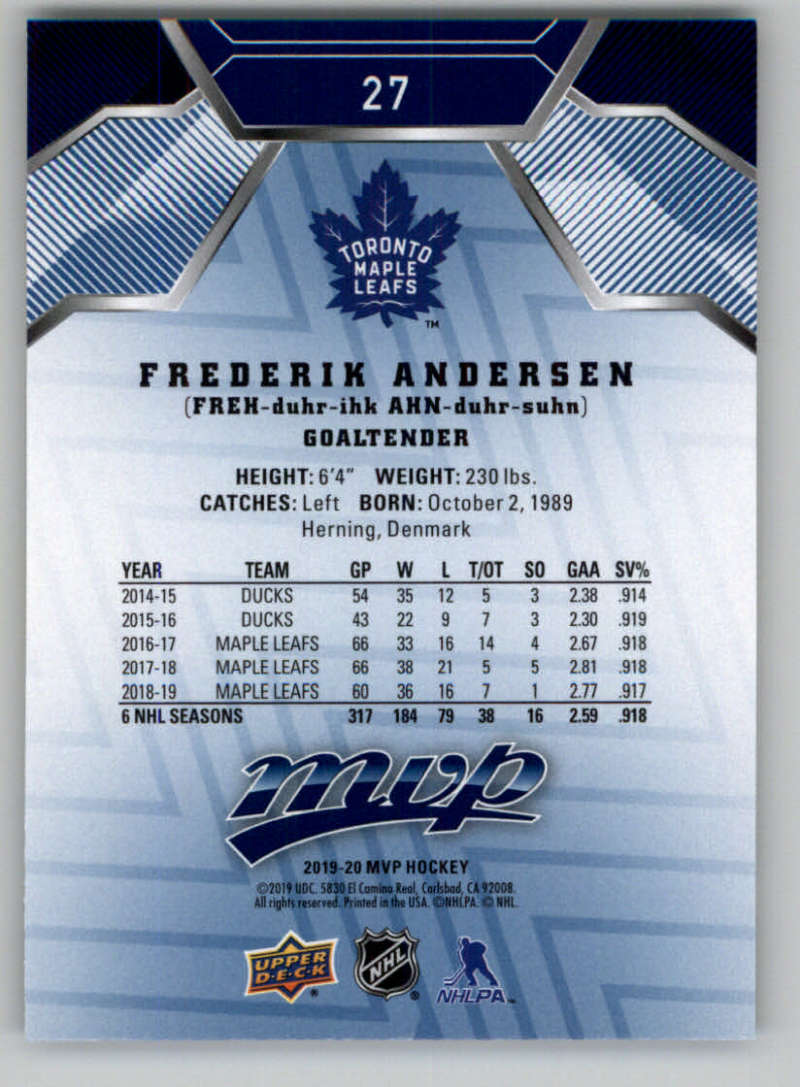 27
TORONTO
MAPLE
LEAFS
TM
FREDERIK ANDERSEN
(FREH-duhr-ihk AHN-duhr-suhn)
GOALTENDER
HEIGHT: 6'4" WEIGHT: 230 lbs.
CATCHES: Left BORN: October 2, 1989
Herning, Denmark
YEAR TEAM GP W L T/OT SO GAA SV%
2014-15 DUCKS 54 35 12 5 3 2.38 .914
2015-16 DUCKS 43 22 9 7 3 2.30 .919
2016-17 MAPLE LEAFS 66 33 16 14 4 2.67 .918
2017-18 MAPLE LEAFS 66 38 21 5 5 2.81 .918
2018-19 MAPLE LEAFS 60 36 16 7 1 2.77 .917
6 NHL SEASONS 317 184 79 38 16 2.59 .918
mvp
2019-20 MVP HOCKEY
©2019 UDC. 5830 El Camino Real, Carlsbad, CA 92008.
All rights reserved. Printed in the USA. ©NHLPA. © NHL.
UPPER
D·E·C·K ®
NHL ®
NHLPA™